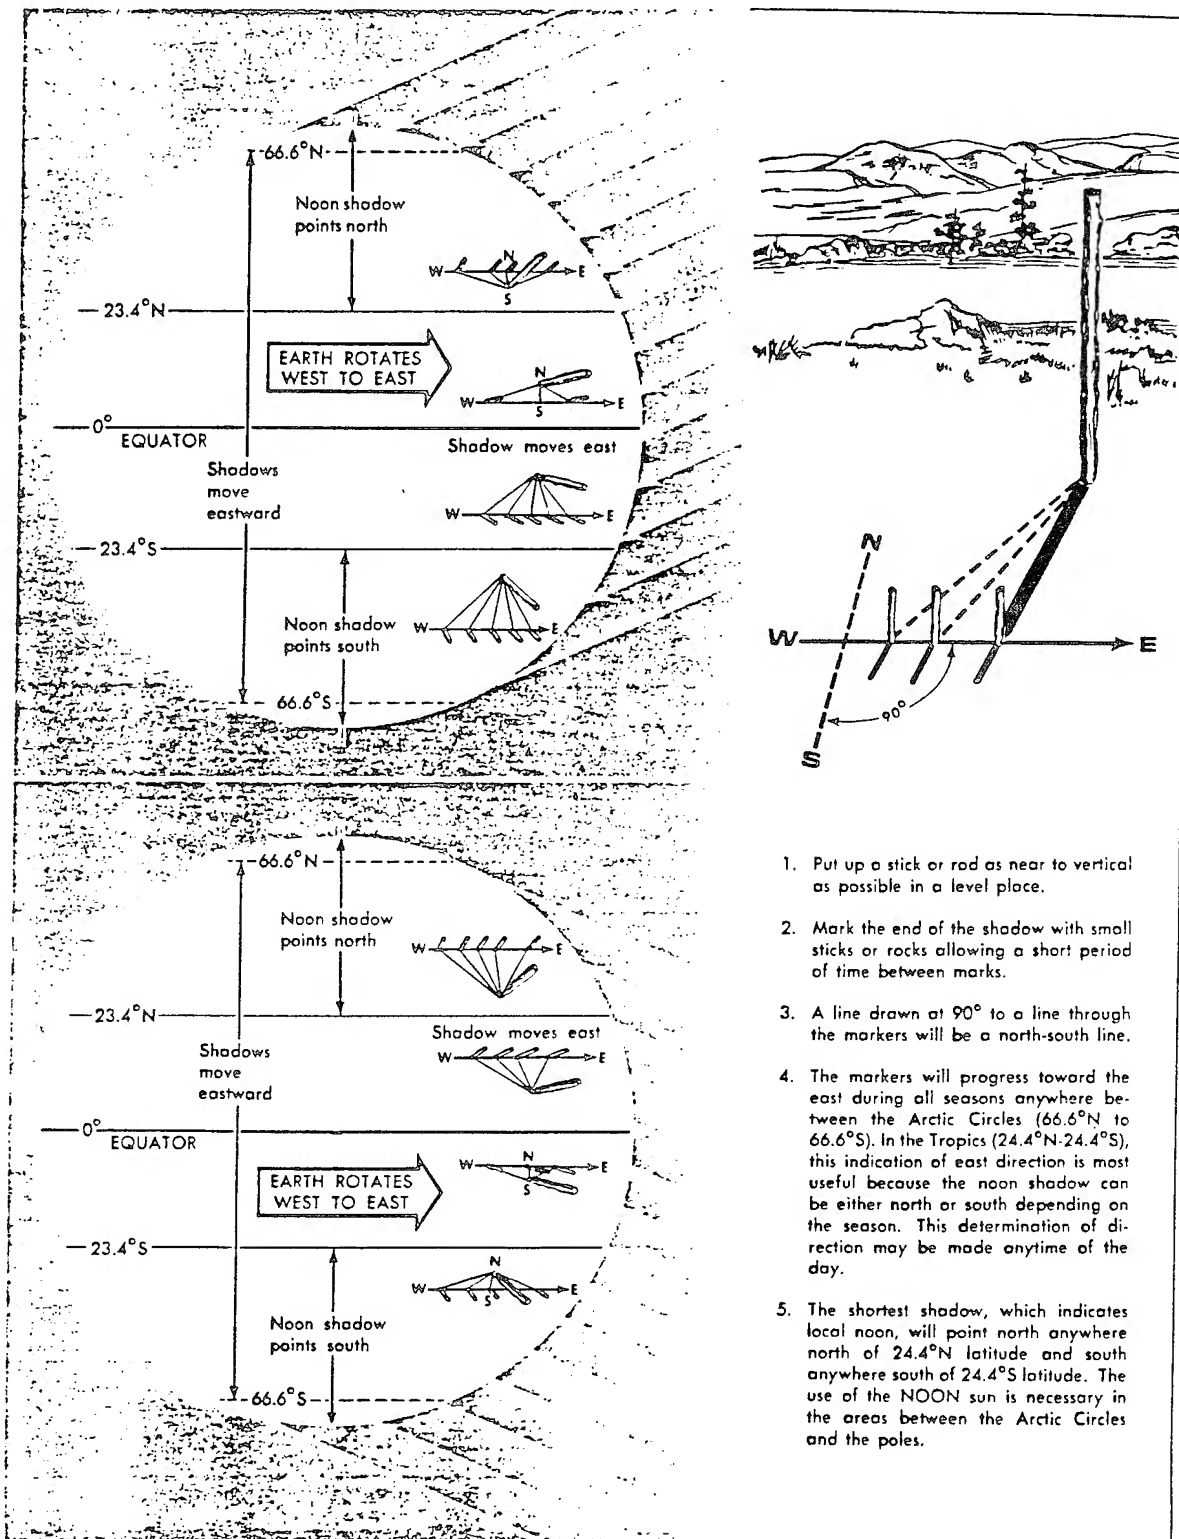 66.6°N
Noon shadow
points north
N
W E
S
23.4°N
EARTH ROTATES
WEST TO EAST
N
W E
S
0°
EQUATOR
Shadow moves east
Shadows
move
eastward
W E
23.4°S
W E
Noon shadow
points south
66.6°S
66.6°N
Noon shadow
points north
W E
23.4°N
Shadow moves east
W E
Shadows
move
eastward
0°
EQUATOR
N
W E
S
EARTH ROTATES
WEST TO EAST
23.4°S
N
W E
S
Noon shadow
points south
66.6°S
N
W E
90°
S
1. Put up a stick or rod as near to vertical
as possible in a level place.
2. Mark the end of the shadow with small
sticks or rocks allowing a short period
of time between marks.
3. A line drawn at 90° to a line through
the markers will be a north-south line.
4. The markers will progress toward the
east during all seasons anywhere be-
tween the Arctic Circles (66.6°N to
66.6°S). In the Tropics (24.4°N-24.4°S),
this indication of east direction is most
useful because the noon shadow can
be either north or south depending on
the season. This determination of di-
rection may be made anytime of the
day.
5. The shortest shadow, which indicates
local noon, will point north anywhere
north of 24.4°N latitude and south
anywhere south of 24.4°S latitude. The
use of the NOON sun is necessary in
the areas between the Arctic Circles
and the poles.